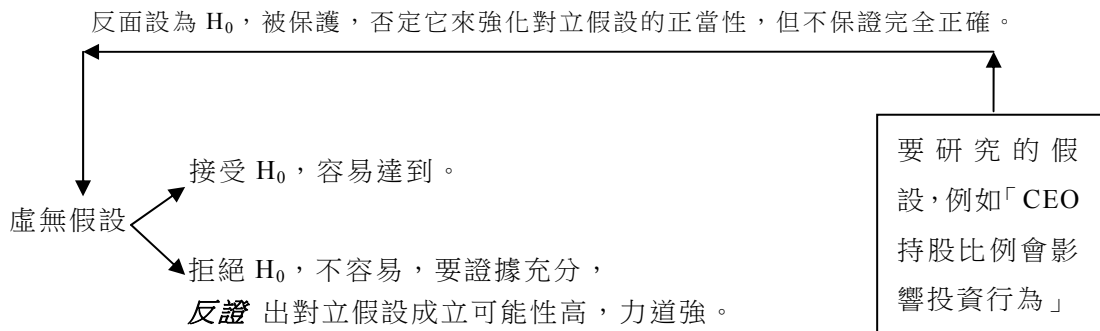 反面設為 H₀，被保護，否定它來強化對立假設的正當性，但不保證完全正確。
要研究的假
設，例如「CEO
持股比例會影
響投資行為」
接受 H₀，容易達到。
虛無假設
拒絕 H₀，不容易，要證據充分，
反證 出對立假設成立可能性高，力道強。